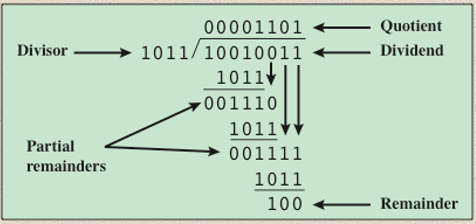 00001101 Quotient
Divisor 1011/10010011 Dividend
1011
001110
1011
Partial
remainders
001111
1011
100 Remainder